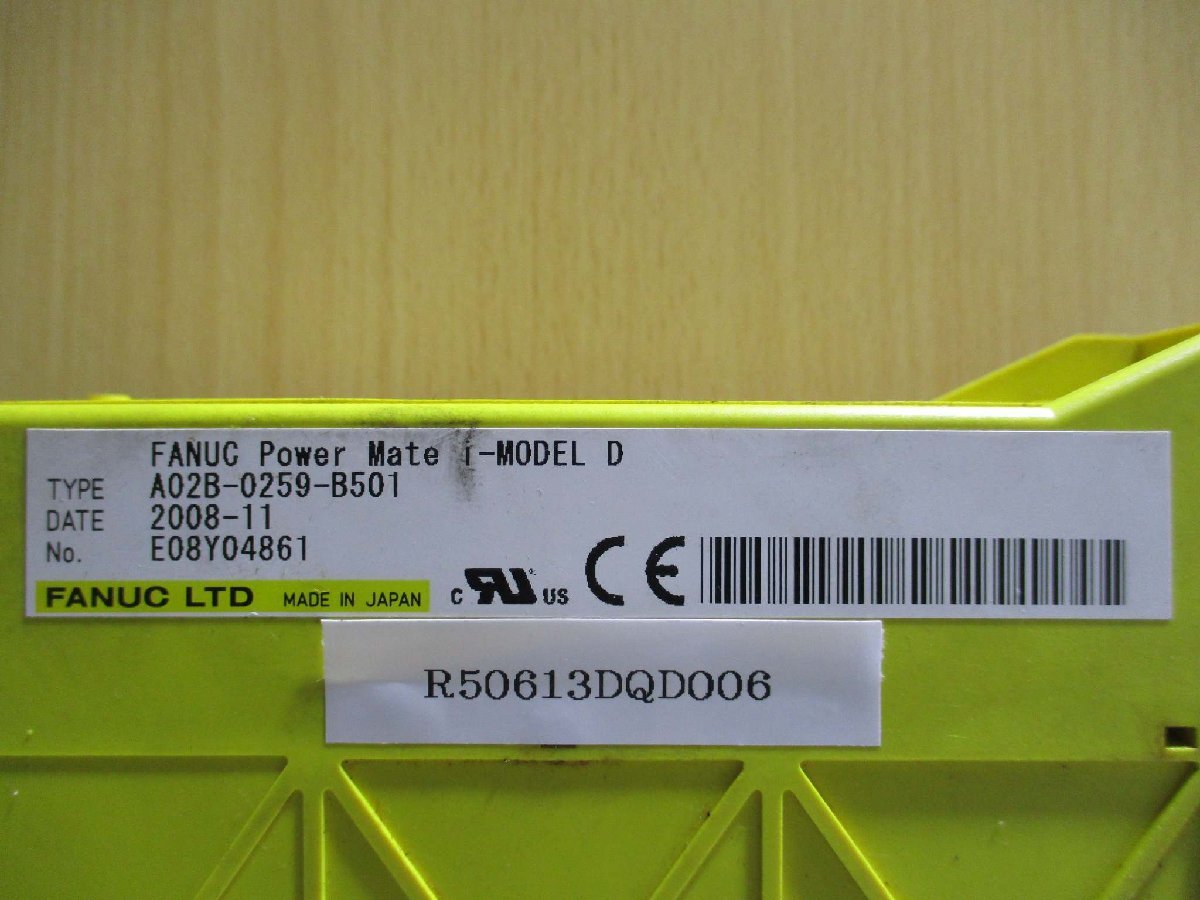 FANUC Power Mate i-MODEL D
TYPE A02B-0259-B501
DATE 2008-11
No. E08Y04861
FANUC LTD MADE IN JAPAN
c RU US CE
R50613DQD006